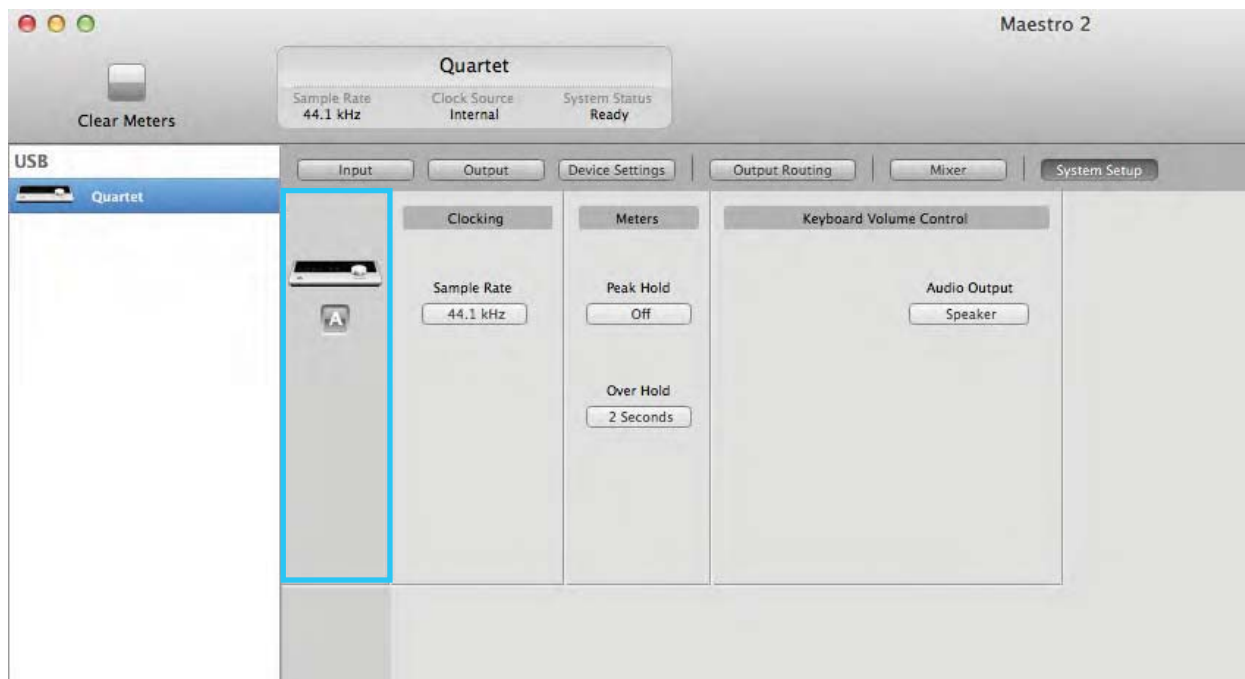 Maestro 2
Quartet
Sample Rate Clock Source System Status
44.1 kHz Internal Ready
Clear Meters
USB
Quartet
Input Output Device Settings Output Routing Mixer System Setup
Clocking Meters Keyboard Volume Control
Sample Rate Peak Hold Audio Output
A 44.1 kHz Off Speaker
Over Hold
2 Seconds